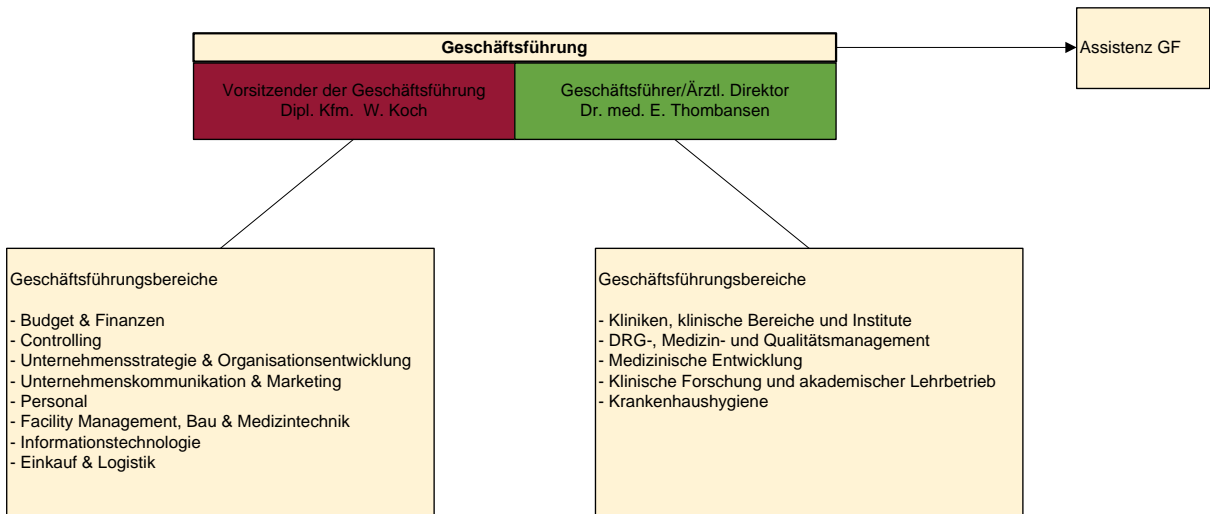 Geschäftsführung
Assistenz GF
Vorsitzender der Geschäftsführung
Dipl. Kfm. W. Koch
Geschäftsführer/Ärztl. Direktor
Dr. med. E. Thombansen
Geschäftsführungsbereiche
- Budget & Finanzen
- Controlling
- Unternehmensstrategie & Organisationsentwicklung
- Unternehmenskommunikation & Marketing
- Personal
- Facility Management, Bau & Medizintechnik
- Informationstechnologie
- Einkauf & Logistik
Geschäftsführungsbereiche
- Kliniken, klinische Bereiche und Institute
- DRG-, Medizin- und Qualitätsmanagement
- Medizinische Entwicklung
- Klinische Forschung und akademischer Lehrbetrieb
- Krankenhaushygiene